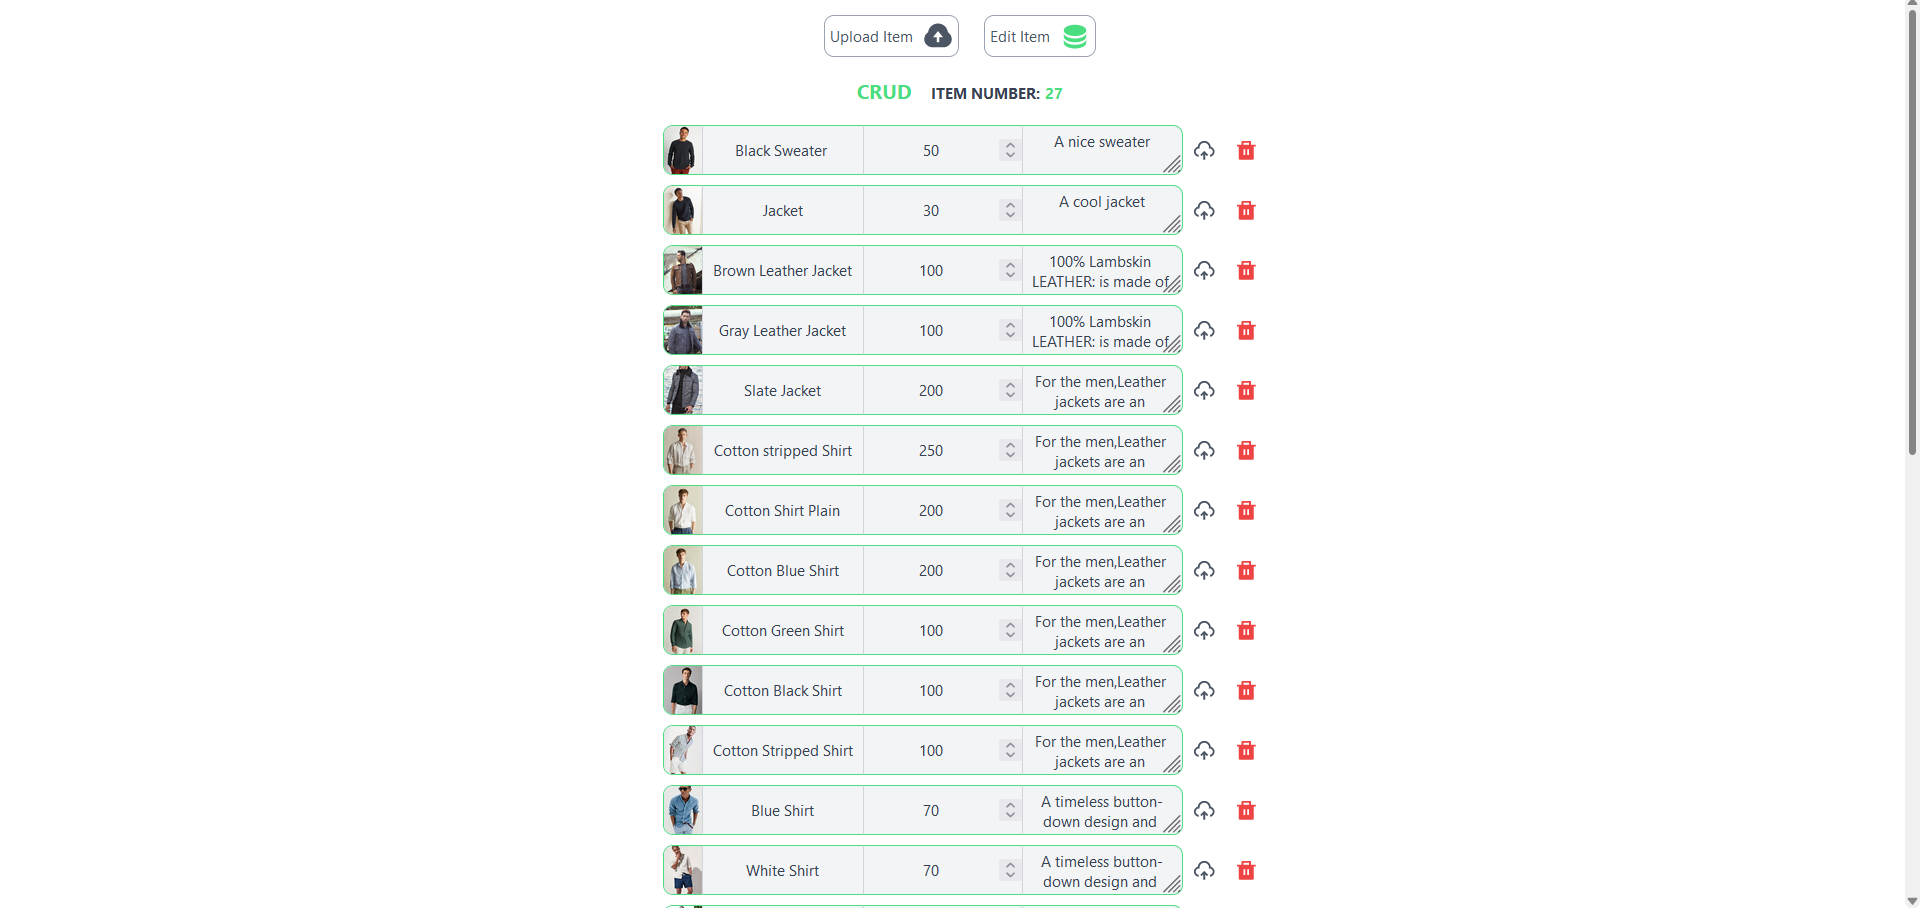 Upload Item
Edit Item
CRUD ITEM NUMBER: 27
Black Sweater
50
A nice sweater
Jacket
30
A cool jacket
Brown Leather Jacket
100
100% Lambskin
LEATHER: is made of
Gray Leather Jacket
100
100% Lambskin
LEATHER: is made of
Slate Jacket
200
For the men,Leather
jackets are an
Cotton stripped Shirt
250
For the men,Leather
jackets are an
Cotton Shirt Plain
200
For the men,Leather
jackets are an
Cotton Blue Shirt
200
For the men,Leather
jackets are an
Cotton Green Shirt
100
For the men,Leather
jackets are an
Cotton Black Shirt
100
For the men,Leather
jackets are an
Cotton Stripped Shirt
100
For the men,Leather
jackets are an
Blue Shirt
70
A timeless button-
down design and
White Shirt
70
A timeless button-
down design and